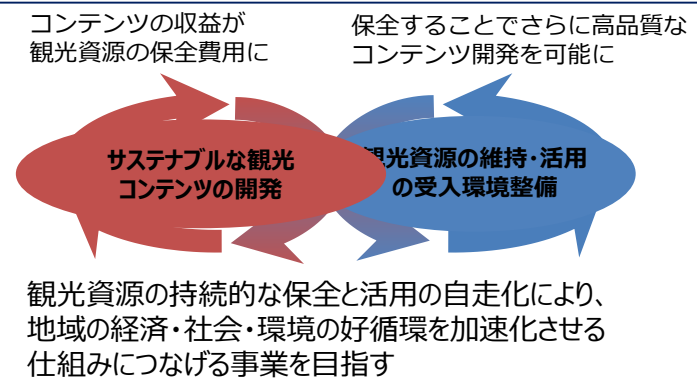 コンテンツの収益が
観光資源の保全費用に
保全することでさらに高品質な
コンテンツ開発を可能に
サステナブルな観光
コンテンツの開発
観光資源の維持・活用
の受入環境整備
観光資源の持続的な保全と活用の自走化により、
地域の経済・社会・環境の好循環を加速化させる
仕組みにつなげる事業を目指す